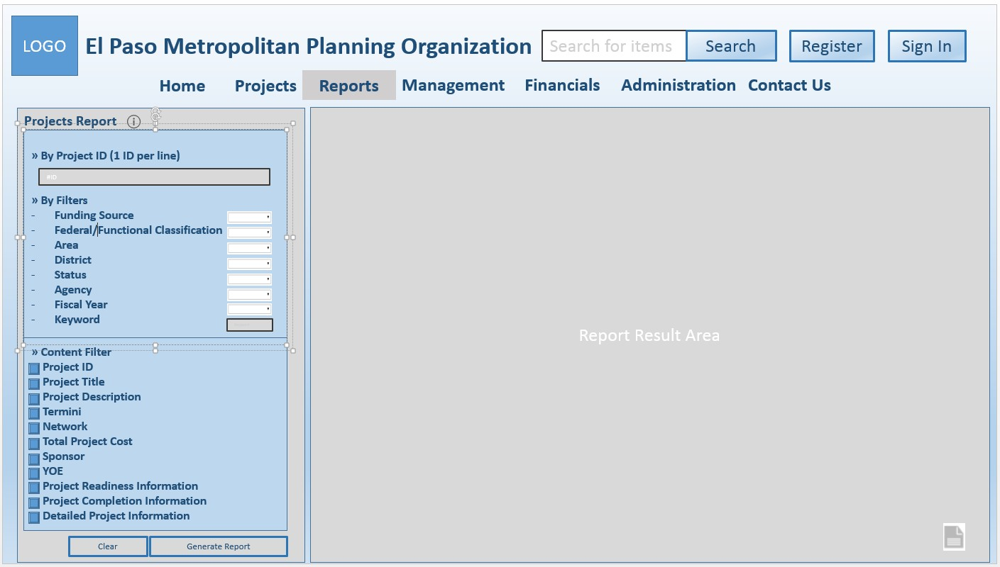 LOGO
El Paso Metropolitan Planning Organization
Search for items
Search
Register
Sign In
Home
Projects
Reports
Management
Financials
Administration
Contact Us
Projects Report
» By Project ID (1 ID per line)
#ID
» By Filters
- Funding Source
- Federal/Functional Classification
- Area
- District
- Status
- Agency
- Fiscal Year
- Keyword
» Content Filter
Project ID
Project Title
Project Description
Termini
Network
Total Project Cost
Sponsor
YOE
Project Readiness Information
Project Completion Information
Detailed Project Information
Clear
Generate Report
Report Result Area